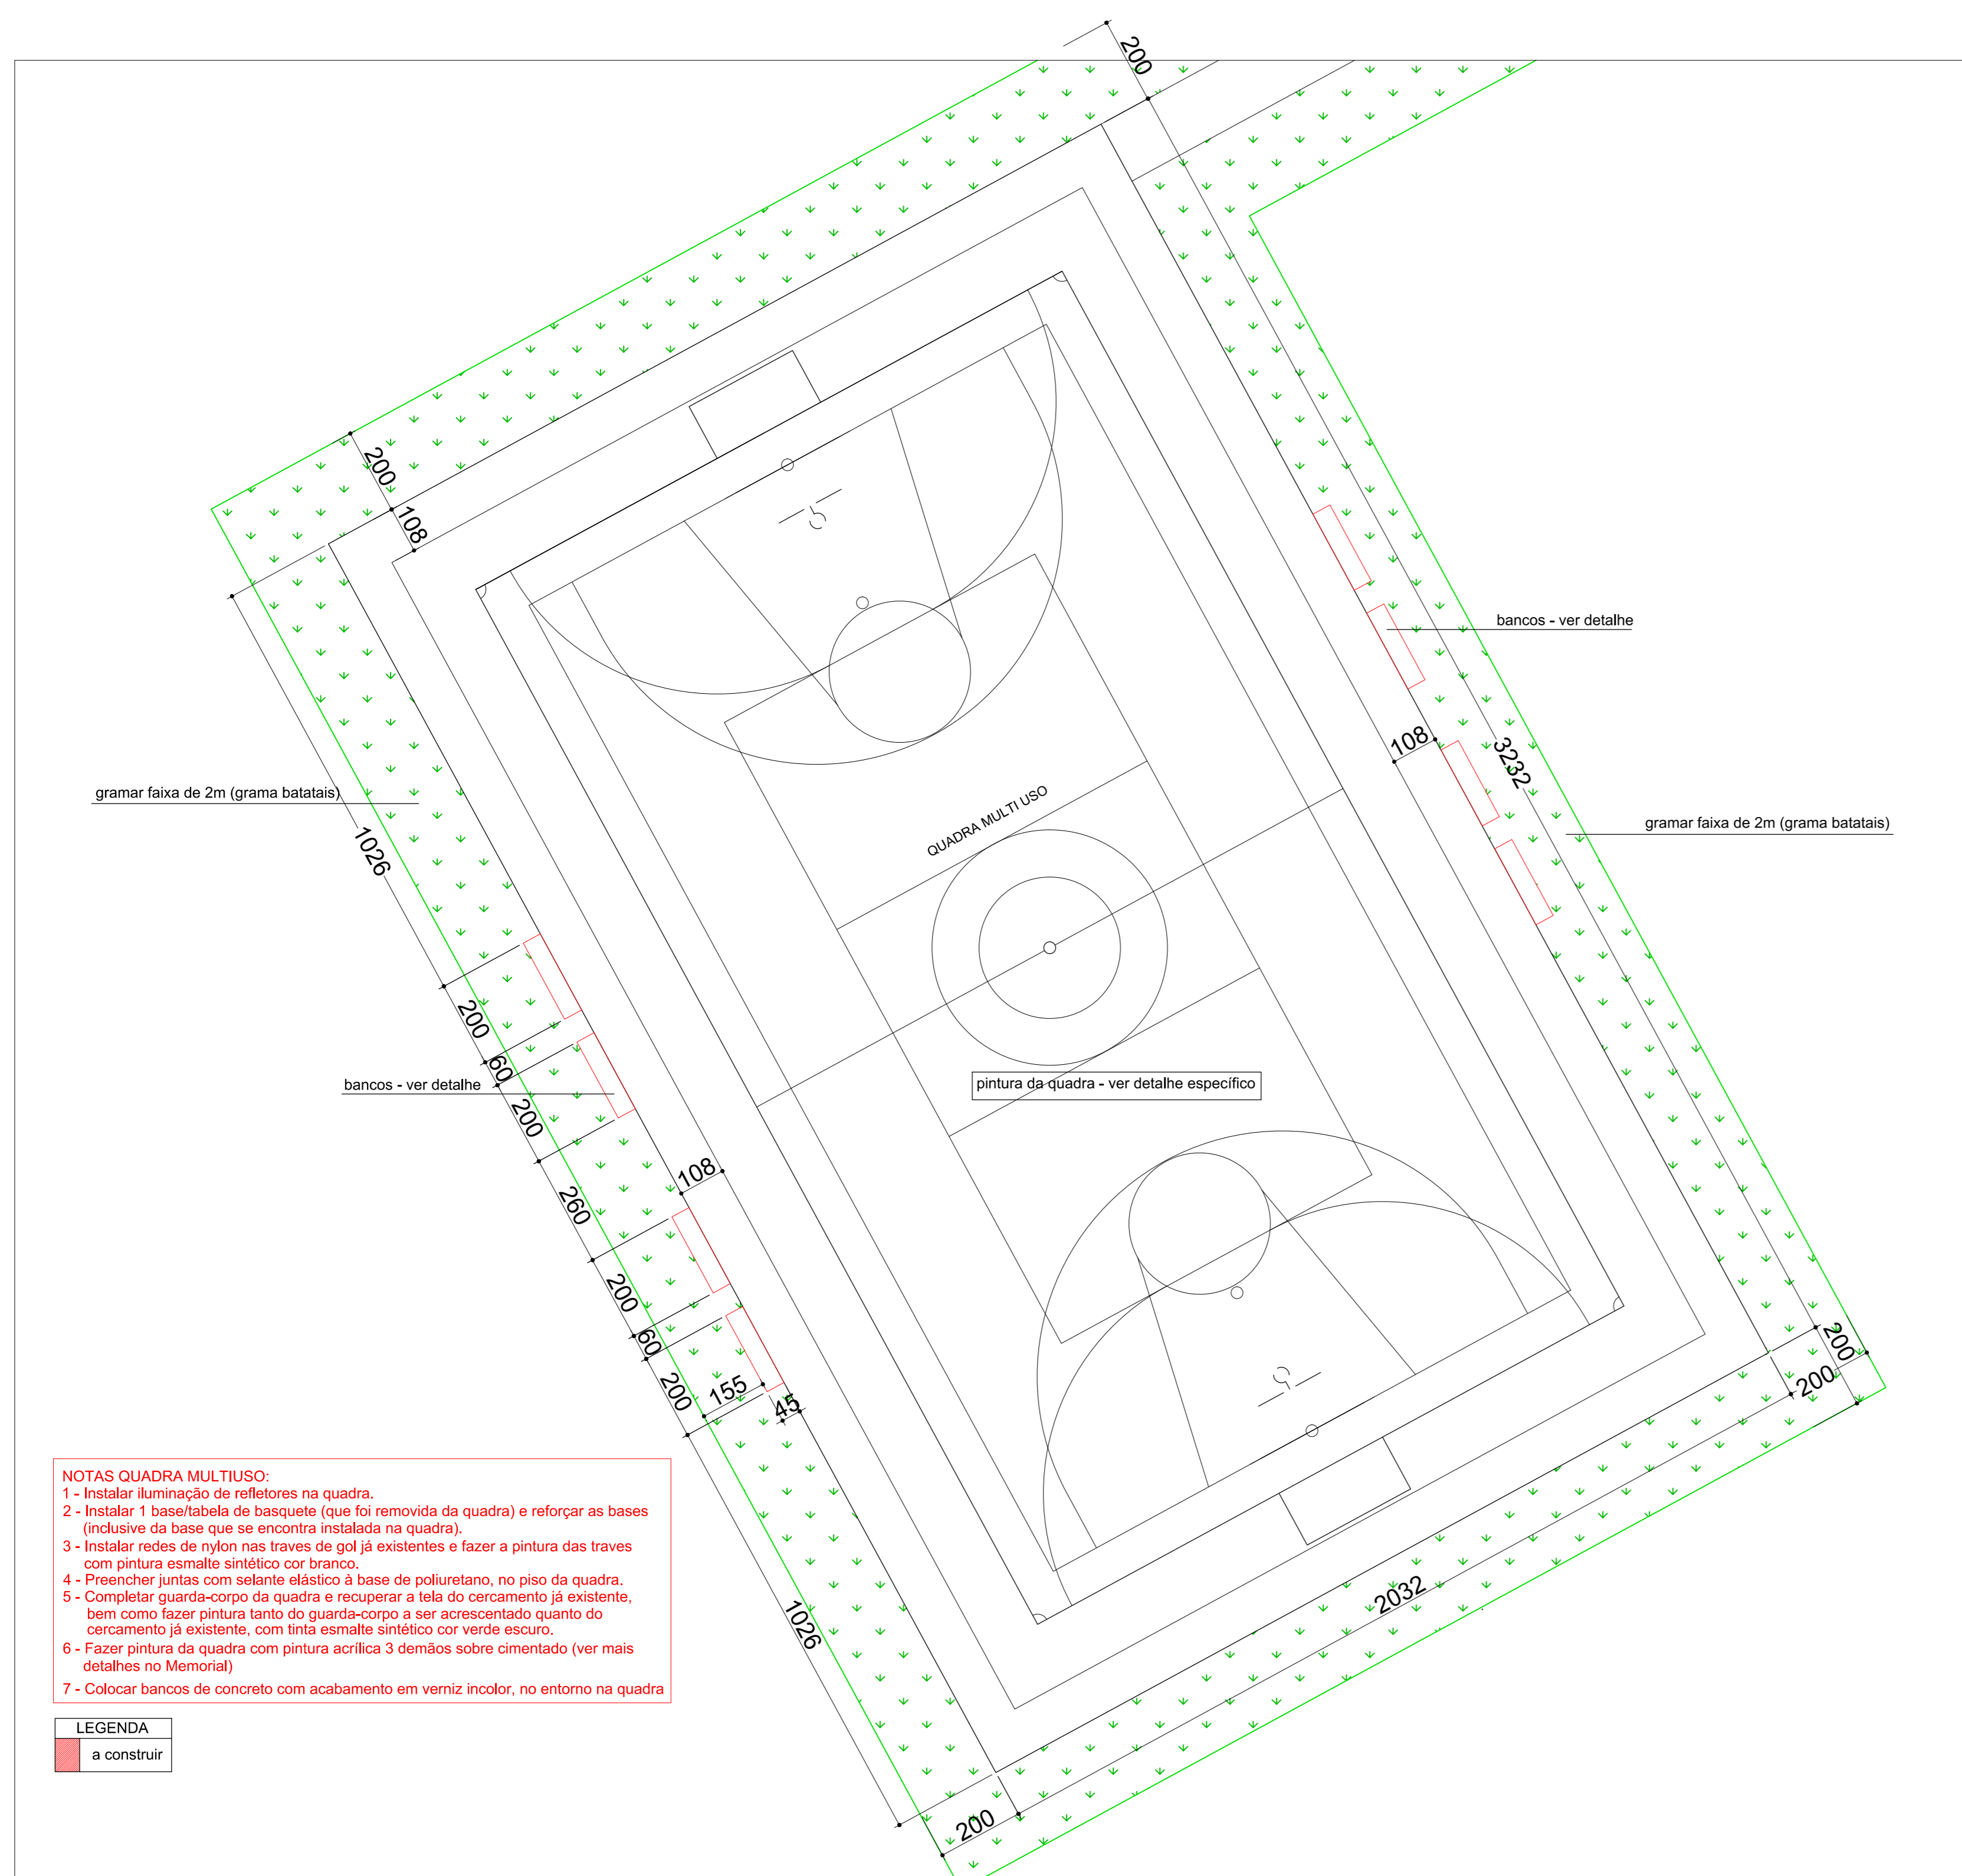 200
200
108
bancos - ver detalhe
108
3232
gramar faixa de 2m (grama batatais)
gramar faixa de 2m (grama batatais)
1026
QUADRA MULTI USO
200
60
bancos - ver detalhe
pintura da quadra - ver detalhe específico
200
108
260
200
60
200
155
45
200
200
2032
1026
200
NOTAS QUADRA MULTIUSO:
1 - Instalar iluminação de refletores na quadra.
2 - Instalar 1 base/tabela de basquete (que foi removida da quadra) e reforçar as bases
(inclusive da base que se encontra instalada na quadra).
3 - Instalar redes de nylon nas traves de gol já existentes e fazer a pintura das traves
com pintura esmalte sintético cor branco.
4 - Preencher juntas com selante elástico à base de poliuretano, no piso da quadra.
5 - Completar guarda-corpo da quadra e recuperar a tela do cercamento já existente,
bem como fazer pintura tanto do guarda-corpo a ser acrescentado quanto do
cercamento já existente, com tinta esmalte sintético cor verde escuro.
6 - Fazer pintura da quadra com pintura acrílica 3 demãos sobre cimentado (ver mais
detalhes no Memorial)
7 - Colocar bancos de concreto com acabamento em verniz incolor, no entorno na quadra
LEGENDA
a construir